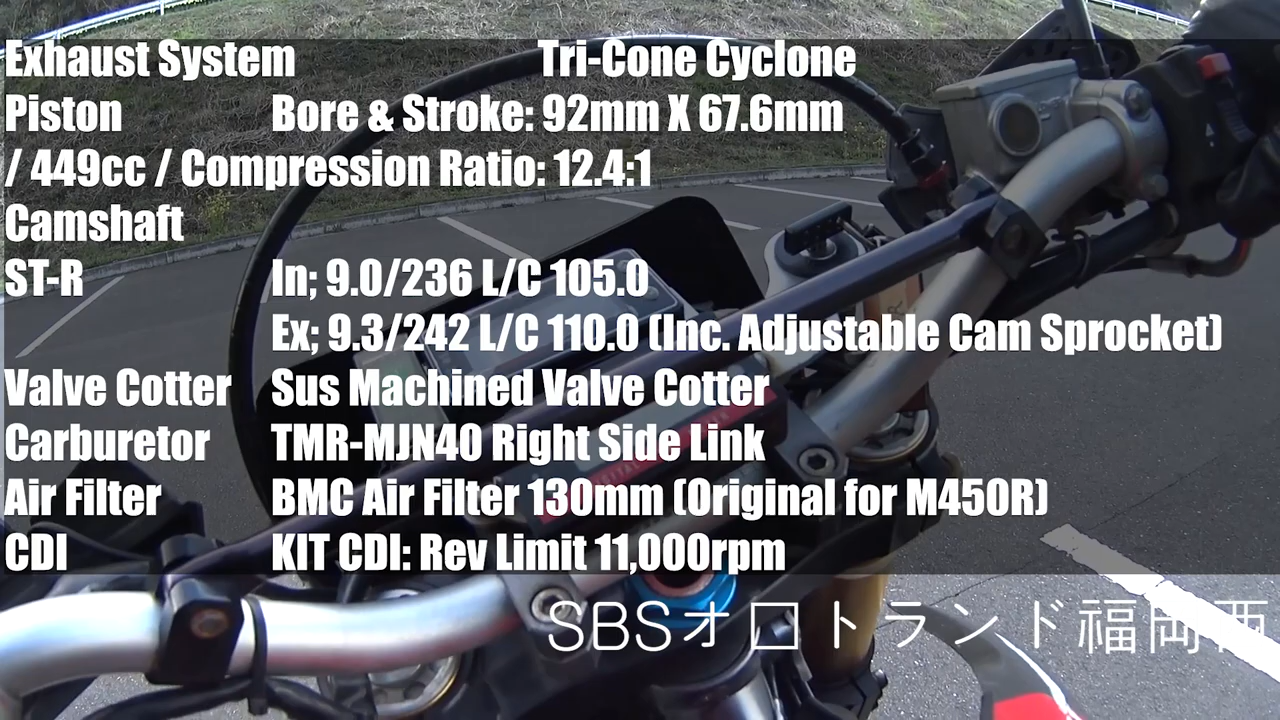 Exhaust System Tri-Cone Cyclone
Piston Bore & Stroke: 92mm X 67.6mm
/ 449cc / Compression Ratio: 12.4:1
Camshaft
ST-R In; 9.0/236 L/C 105.0
Ex; 9.3/242 L/C 110.0 (Inc. Adjustable Cam Sprocket)
Valve Cotter Sus Machined Valve Cotter
Carburetor TMR-MJN40 Right Side Link
Air Filter BMC Air Filter 130mm (Original for M450R)
CDI KIT CDI: Rev Limit 11,000rpm
SBSオロトランド福岡西